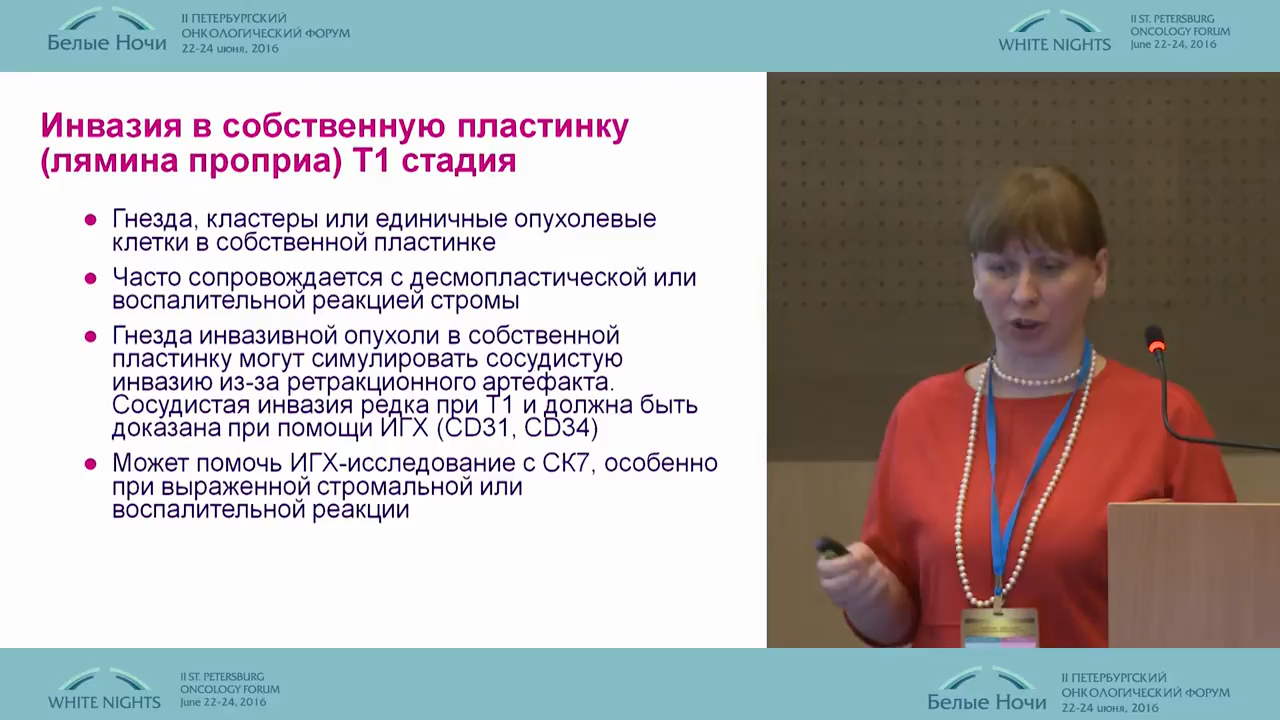 Белые Ночи
II ПЕТЕРБУРГСКИЙ
ОНКОЛОГИЧЕСКИЙ ФОРУМ
22-24 июня, 2016
WHITE NIGHTS
II ST. PETERSBURG
ONCOLOGY FORUM
June 22-24, 2016
Инвазия в собственную пластинку
(лямина проприа) Т1 стадия
Гнезда, кластеры или единичные опухолевые
клетки в собственной пластинке
Часто сопровождается с десмопластической или
воспалительной реакцией стромы
Гнезда инвазивной опухоли в собственной
пластинку могут симулировать сосудистую
инвазию из-за ретракционного артефакта.
Сосудистая инвазия редка при Т1 и должна быть
доказана при помощи ИГХ (CD31, CD34)
Может помочь ИГХ-исследование с СК7, особенно
при выраженной стромальной или
воспалительной реакции
WHITE NIGHTS
II ST. PETERSBURG
ONCOLOGY FORUM
June 22-24, 2016
Белые Ночи
II ПЕТЕРБУРГСКИЙ
ОНКОЛОГИЧЕСКИЙ ФОРУМ
22-24 июня, 2016